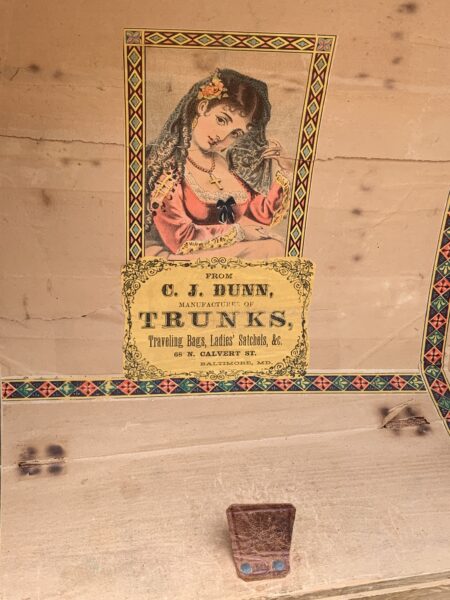 FROM
C. J. DUNN,
MANUFACTURER OF
TRUNKS,
Traveling Bags, Ladies' Satchels, &c.
68 N. CALVERT ST.
BALTIMORE, MD.